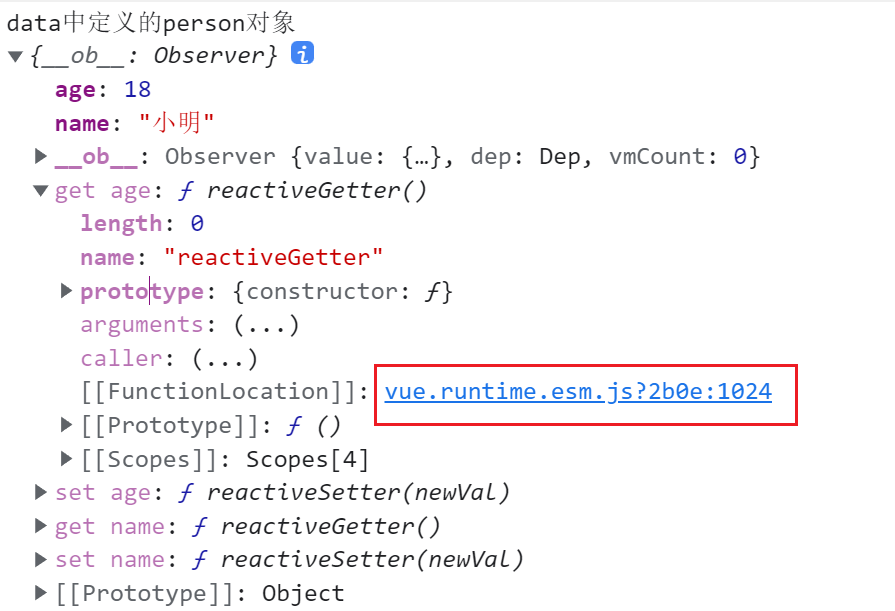 data中定义的person对象
{__ob__: Observer} i
age: 18
name: "小明"
__ob__: Observer {value: {…}, dep: Dep, vmCount: 0}
get age: ƒ reactiveGetter()
length: 0
name: "reactiveGetter"
prototype: {constructor: ƒ}
arguments: (...)
caller: (...)
[[FunctionLocation]]: vue.runtime.esm.js?2b0e:1024
[[Prototype]]: ƒ ()
[[Scopes]]: Scopes[4]
set age: ƒ reactiveSetter(newVal)
get name: ƒ reactiveGetter()
set name: ƒ reactiveSetter(newVal)
[[Prototype]]: Object